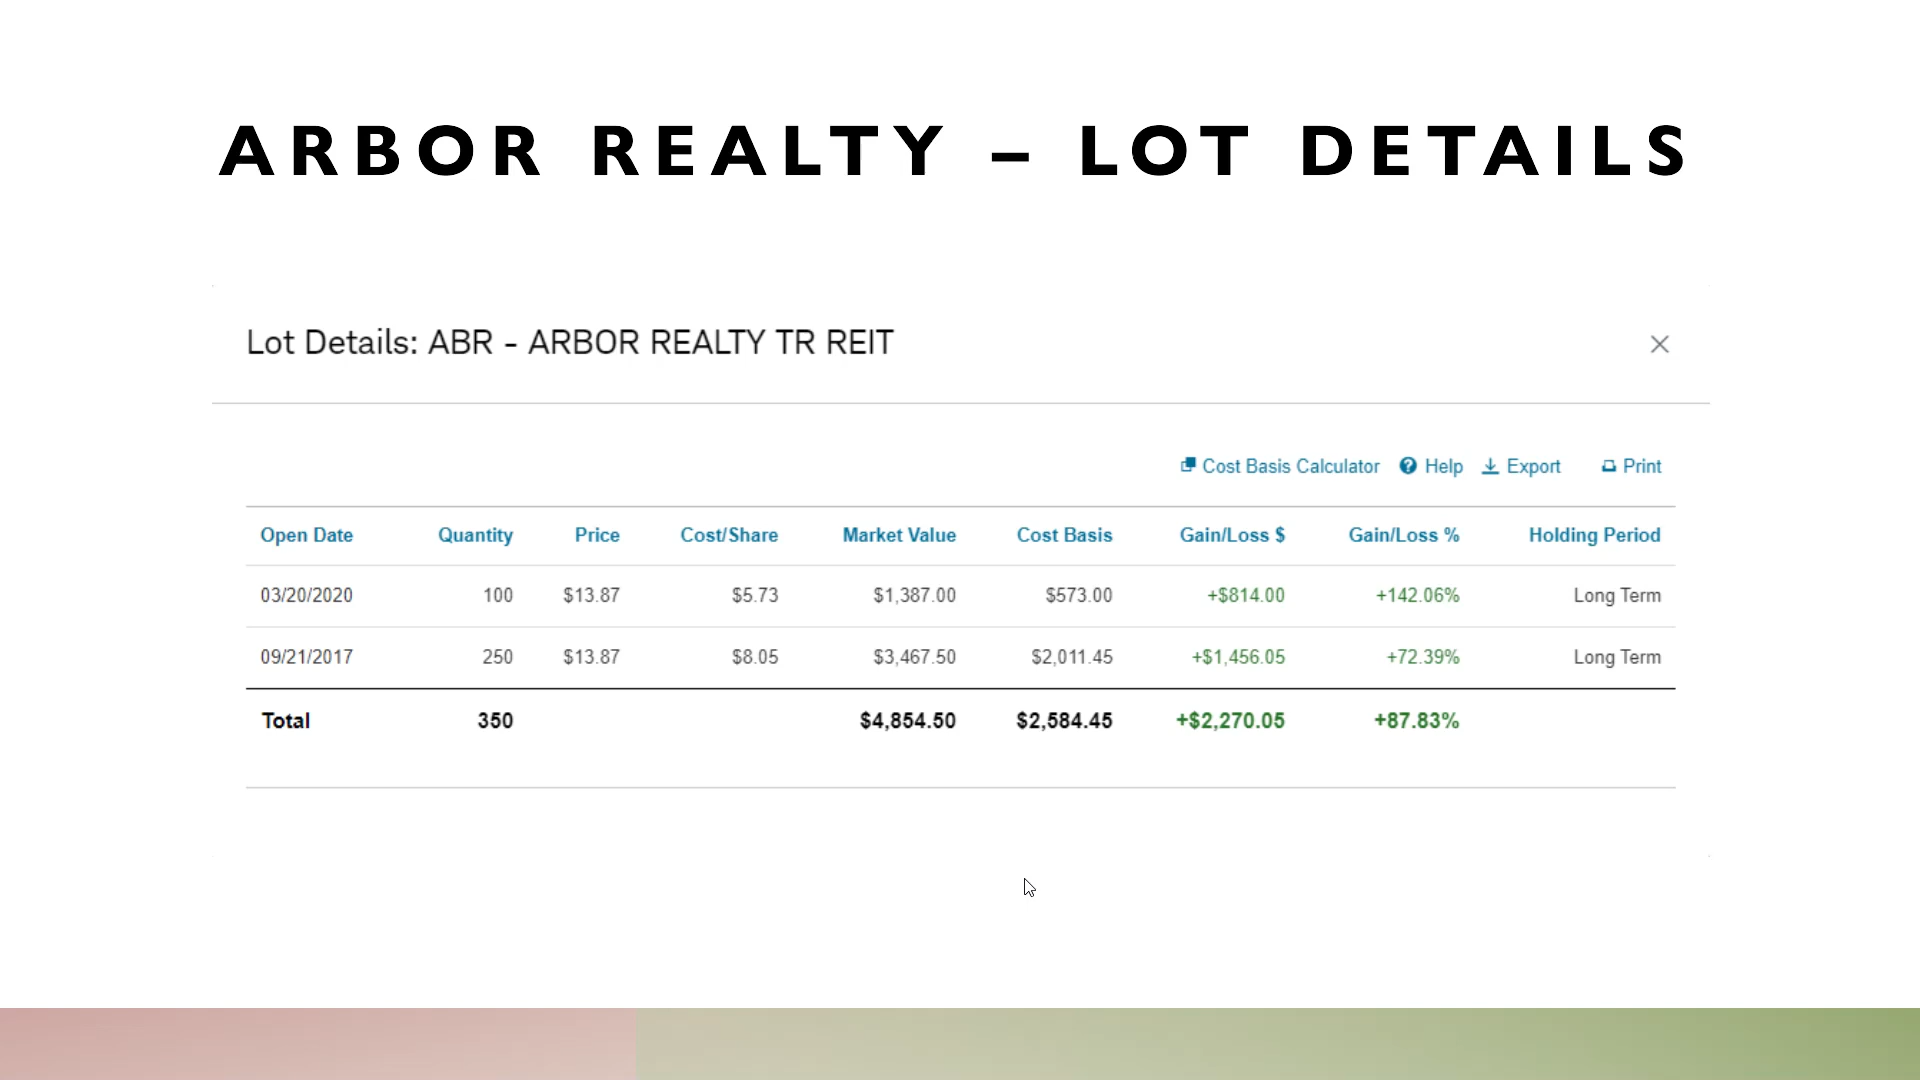 ARBOR REALTY – LOT DETAILS
Lot Details: ABR - ARBOR REALTY TR REIT
Cost Basis Calculator Help Export Print
Open Date Quantity Price Cost/Share Market Value Cost Basis Gain/Loss $ Gain/Loss % Holding Period
03/20/2020 100 $13.87 $5.73 $1,387.00 $573.00 +$814.00 +142.06% Long Term
09/21/2017 250 $13.87 $8.05 $3,467.50 $2,011.45 +$1,456.05 +72.39% Long Term
Total 350 $4,854.50 $2,584.45 +$2,270.05 +87.83%